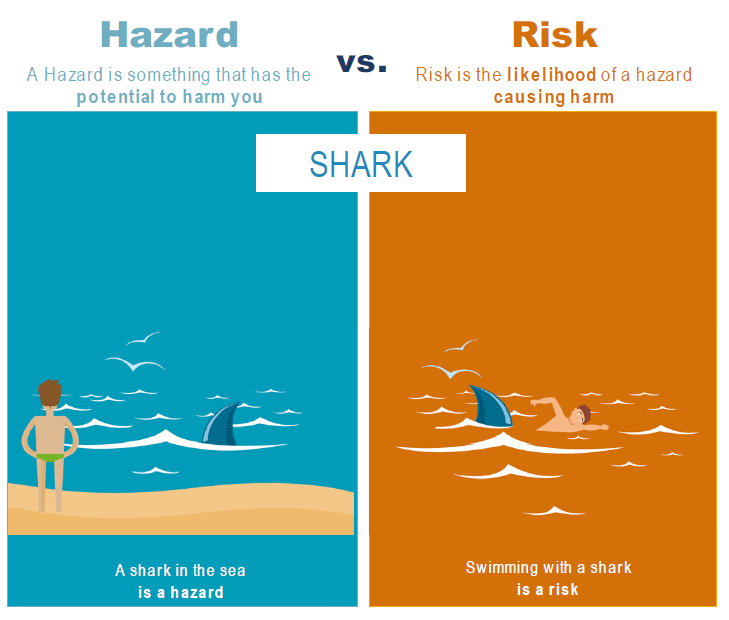 Hazard
A Hazard is something that has the
potential to harm you
vs.
Risk
Risk is the likelihood of a hazard
causing harm
SHARK
A shark in the sea
is a hazard
Swimming with a shark
is a risk